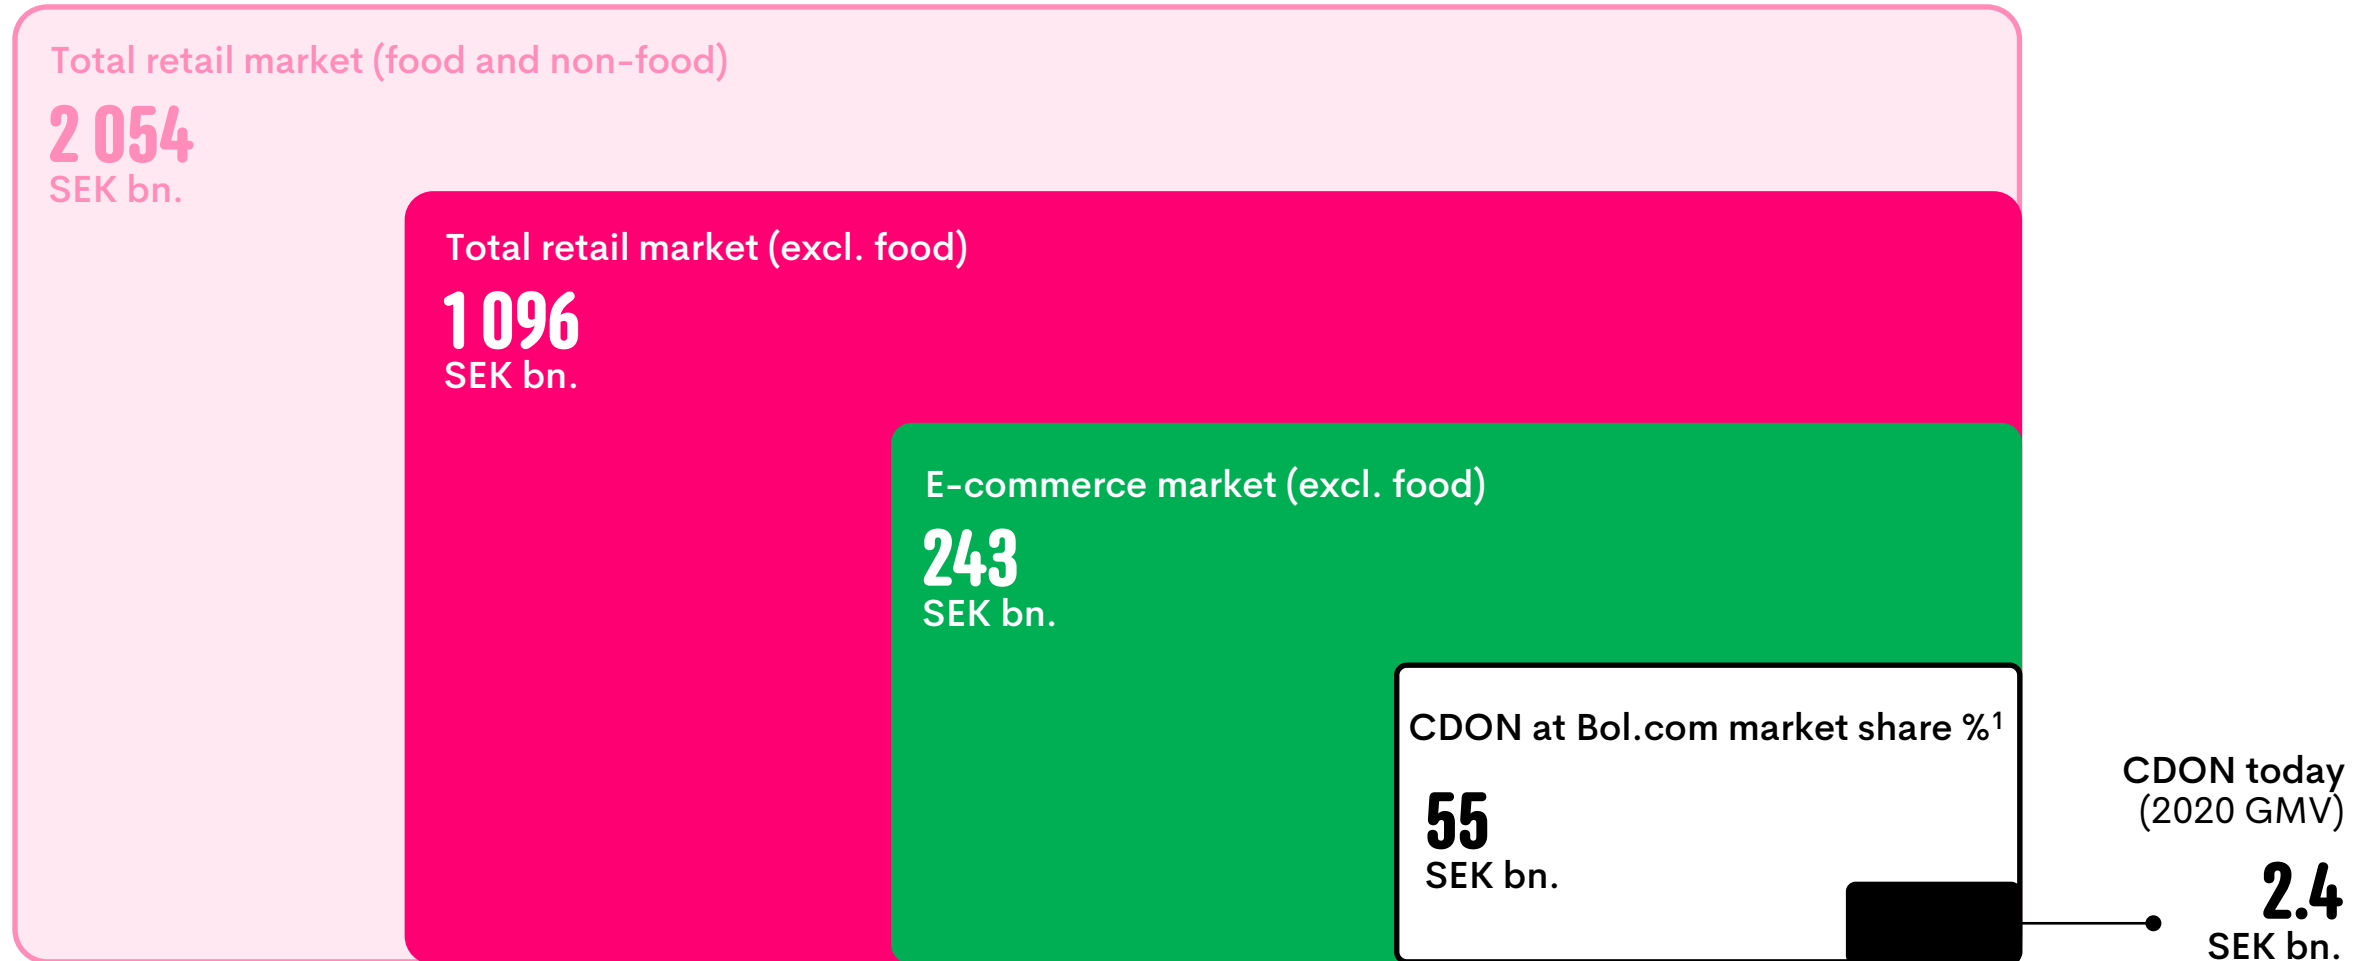 Total retail market (food and non-food)
2 054
SEK bn.
Total retail market (excl. food)
1 096
SEK bn.
E-commerce market (excl. food)
243
SEK bn.
CDON at Bol.com market share %¹
55
SEK bn.
CDON today
(2020 GMV)
2.4
SEK bn.